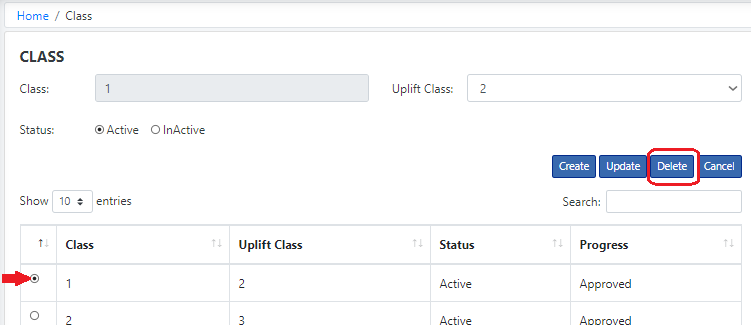 Home / Class
CLASS
Class: 1 Uplift Class: 2
Status: Active InActive
Create Update Delete Cancel
Show 10 entries Search:
Class Uplift Class Status Progress
1 2 Active Approved
2 3 Active Approved